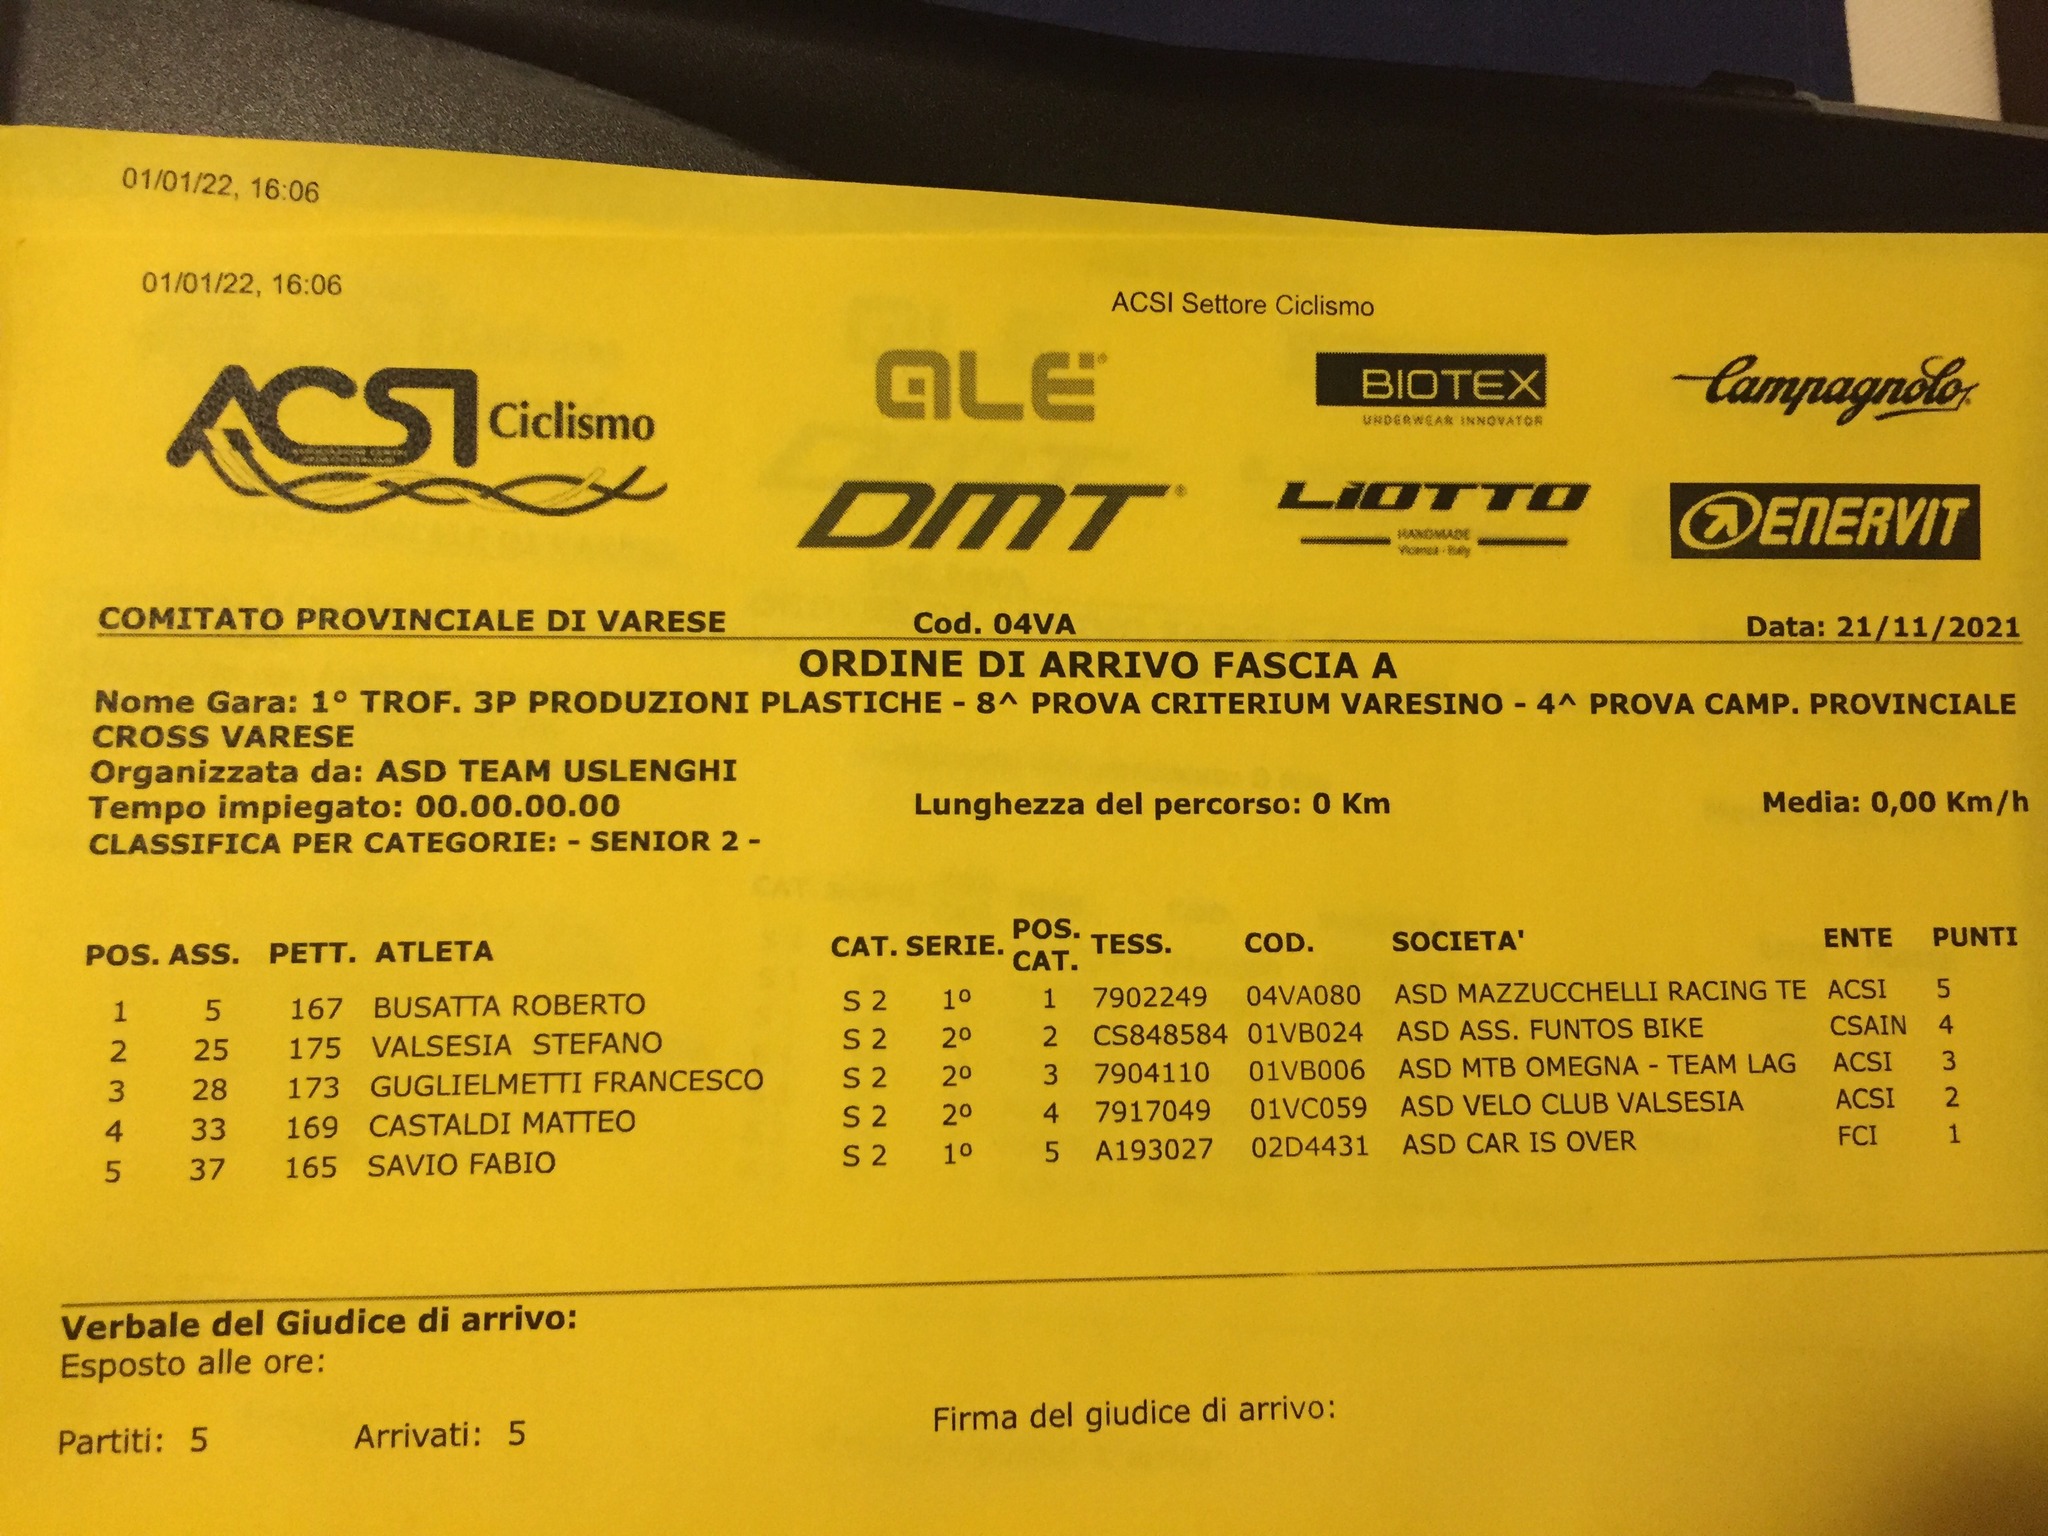 01/01/22, 16:06
01/01/22, 16:06
ACSI Settore Ciclismo
ACSI Ciclismo
ALÉ
BIOTEX
UNDERWEAR INNOVATOR
Campagnolo
DMT
LIOTTO
HANDMADE
Vicenza - Italy
ENERVIT
COMITATO PROVINCIALE DI VARESE Cod. 04VA Data: 21/11/2021
ORDINE DI ARRIVO FASCIA A
Nome Gara: 1° TROF. 3P PRODUZIONI PLASTICHE - 8^ PROVA CRITERIUM VARESINO - 4^ PROVA CAMP. PROVINCIALE
CROSS VARESE
Organizzata da: ASD TEAM USLENGHI
Tempo impiegato: 00.00.00.00 Lunghezza del percorso: 0 Km Media: 0,00 Km/h
CLASSIFICA PER CATEGORIE: - SENIOR 2 -
POS. ASS. PETT. ATLETA CAT. SERIE. POS. CAT. TESS. COD. SOCIETA' ENTE PUNTI
1 5 167 BUSATTA ROBERTO S 2 1º 1 7902249 04VA080 ASD MAZZUCCHELLI RACING TE ACSI 5
2 25 175 VALSESIA STEFANO S 2 2º 2 CS848584 01VB024 ASD ASS. FUNTOS BIKE CSAIN 4
3 28 173 GUGLIELMETTI FRANCESCO S 2 2º 3 7904110 01VB006 ASD MTB OMEGNA - TEAM LAG ACSI 3
4 33 169 CASTALDI MATTEO S 2 2º 4 7917049 01VC059 ASD VELO CLUB VALSESIA ACSI 2
5 37 165 SAVIO FABIO S 2 1º 5 A193027 02D4431 ASD CAR IS OVER FCI 1
Verbale del Giudice di arrivo:
Esposto alle ore:
Partiti: 5 Arrivati: 5 Firma del giudice di arrivo: